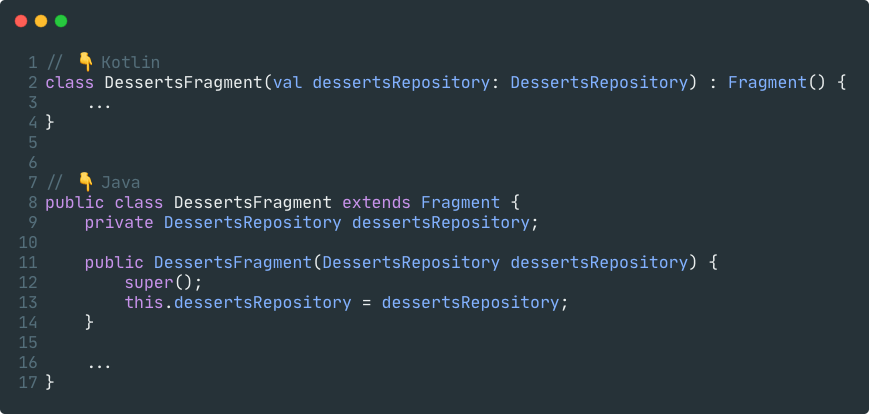 1 // 👇 Kotlin
2 class DessertsFragment(val dessertsRepository: DessertsRepository) : Fragment() {
3     ...
4 }
5
6
7 // 👇 Java
8 public class DessertsFragment extends Fragment {
9     private DessertsRepository dessertsRepository;
10
11     public DessertsFragment(DessertsRepository dessertsRepository) {
12         super();
13         this.dessertsRepository = dessertsRepository;
14     }
15
16     ...
17 }